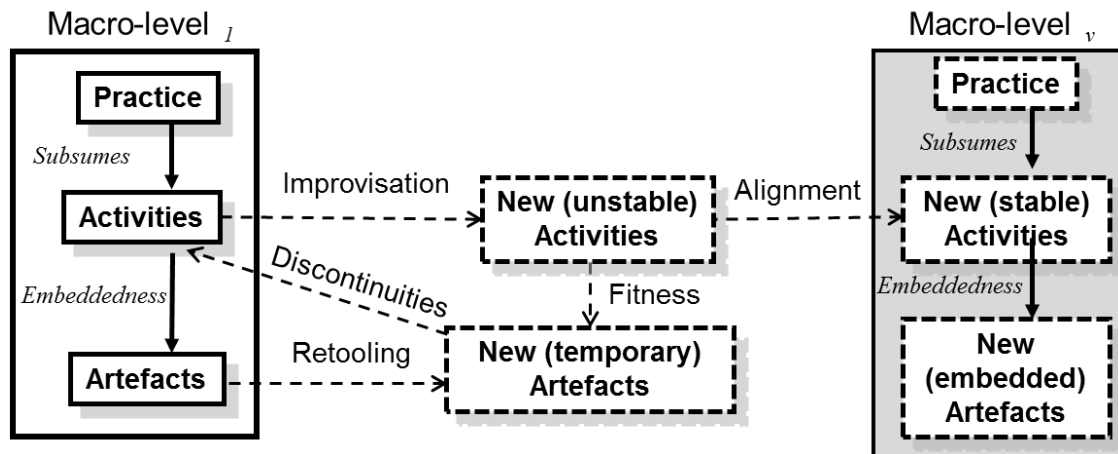 Macro-level 1
Macro-level v
Practice
Subsumes
Activities
Embeddedness
Artefacts
Improvisation
Discontinuities
Retooling
New (unstable)
Activities
Fitness
New (temporary)
Artefacts
Alignment
Practice
Subsumes
New (stable)
Activities
Embeddedness
New
(embedded)
Artefacts